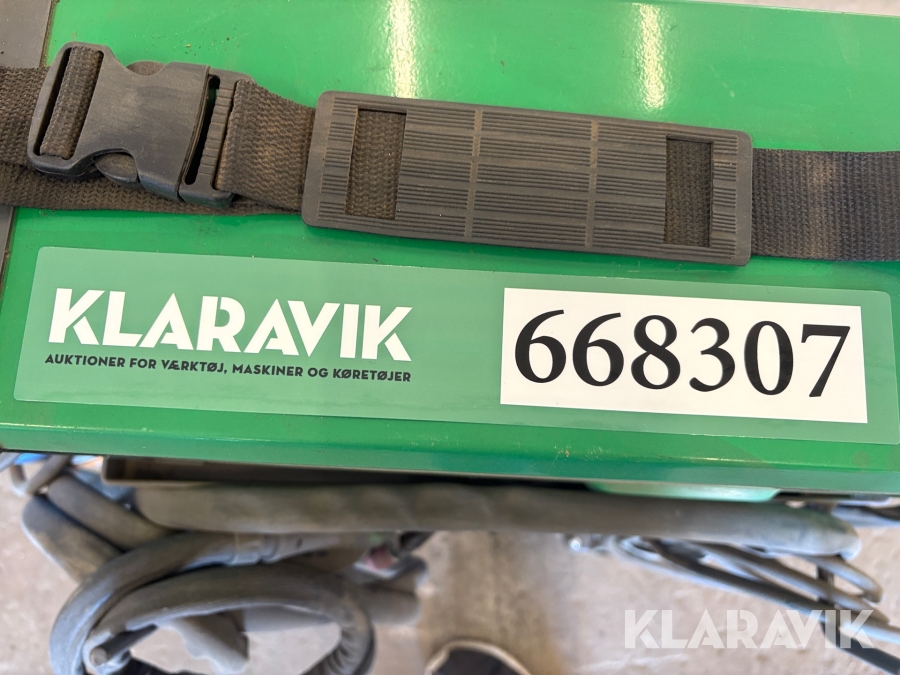 KLARAVIK
AUKTIONER FOR VÆRKTØJ, MASKINER OG KØRETØJER
668307
KLARAVIK